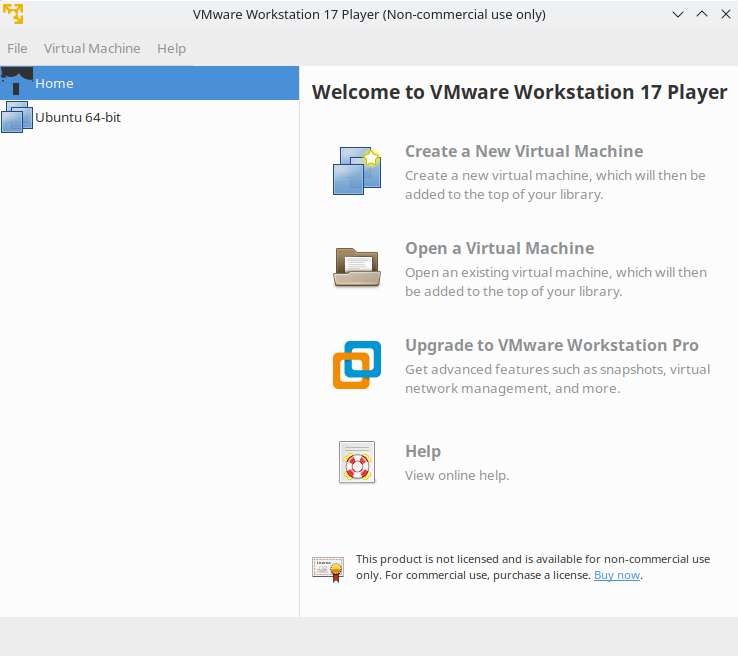 VMware Workstation 17 Player (Non-commercial use only)
File Virtual Machine Help
Home
Ubuntu 64-bit
Welcome to VMware Workstation 17 Player
Create a New Virtual Machine
Create a new virtual machine, which will then be
added to the top of your library.
Open a Virtual Machine
Open an existing virtual machine, which will then
be added to the top of your library.
Upgrade to VMware Workstation Pro
Get advanced features such as snapshots, virtual
network management, and more.
Help
View online help.
This product is not licensed and is available for non-commercial use
only. For commercial use, purchase a license. Buy now.